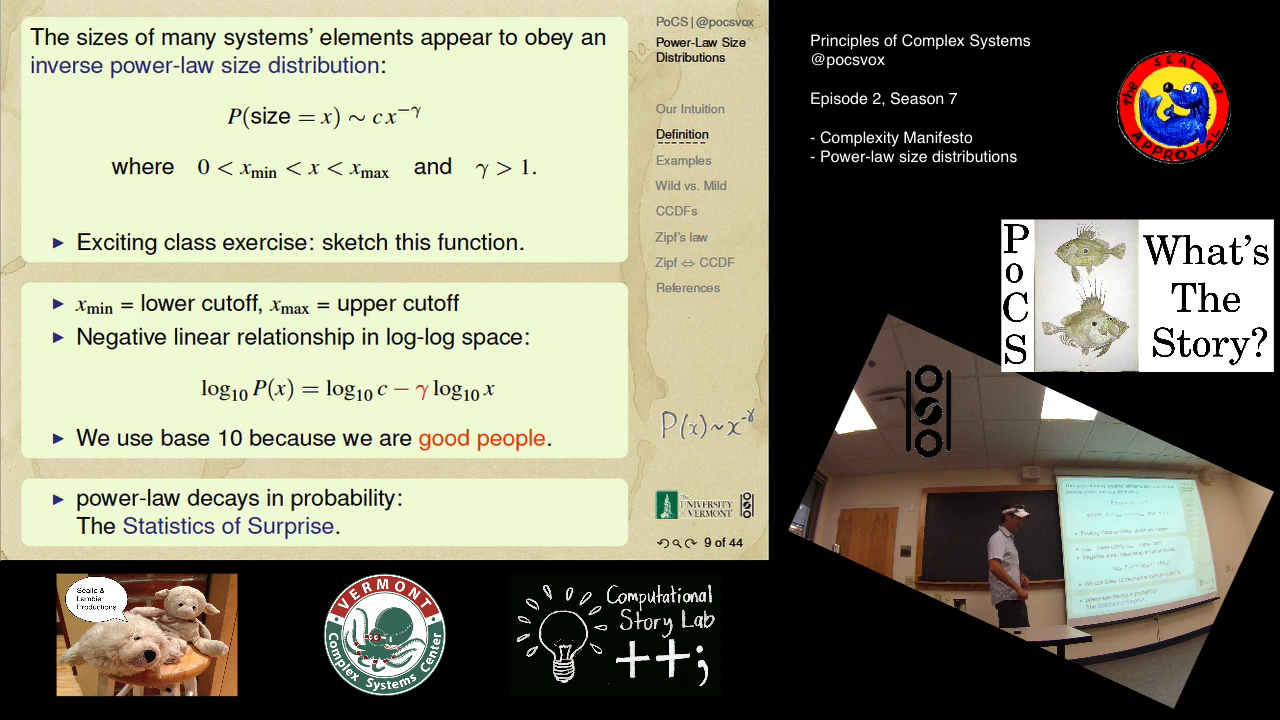 The sizes of many systems’ elements appear to obey an
inverse power-law size distribution:
P(size = x) ∼ c x^−γ
where 0 < x_min < x < x_max and γ > 1.
▶ Exciting class exercise: sketch this function.
▶ x_min = lower cutoff, x_max = upper cutoff
▶ Negative linear relationship in log-log space:
log₁₀ P(x) = log₁₀ c − γ log₁₀ x
▶ We use base 10 because we are good people.
▶ power-law decays in probability:
The Statistics of Surprise.
PoCS | @pocsvox
Power-Law Size
Distributions
Our Intuition
Definition
Examples
Wild vs. Mild
CCDFs
Zipf’s law
Zipf ⇔ CCDF
References
P(x)∼x^-γ
The
UNIVERSITY
of VERMONT
9 of 44
Principles of Complex Systems
@pocsvox
Episode 2, Season 7
- Complexity Manifesto
- Power-law size distributions
the SEAL of
APPROVAL
PoCS
What’s
The
Story?
Sealie &
Lambie
Productions
VERMONT
Complex Systems Center
Computational
Story Lab
++;